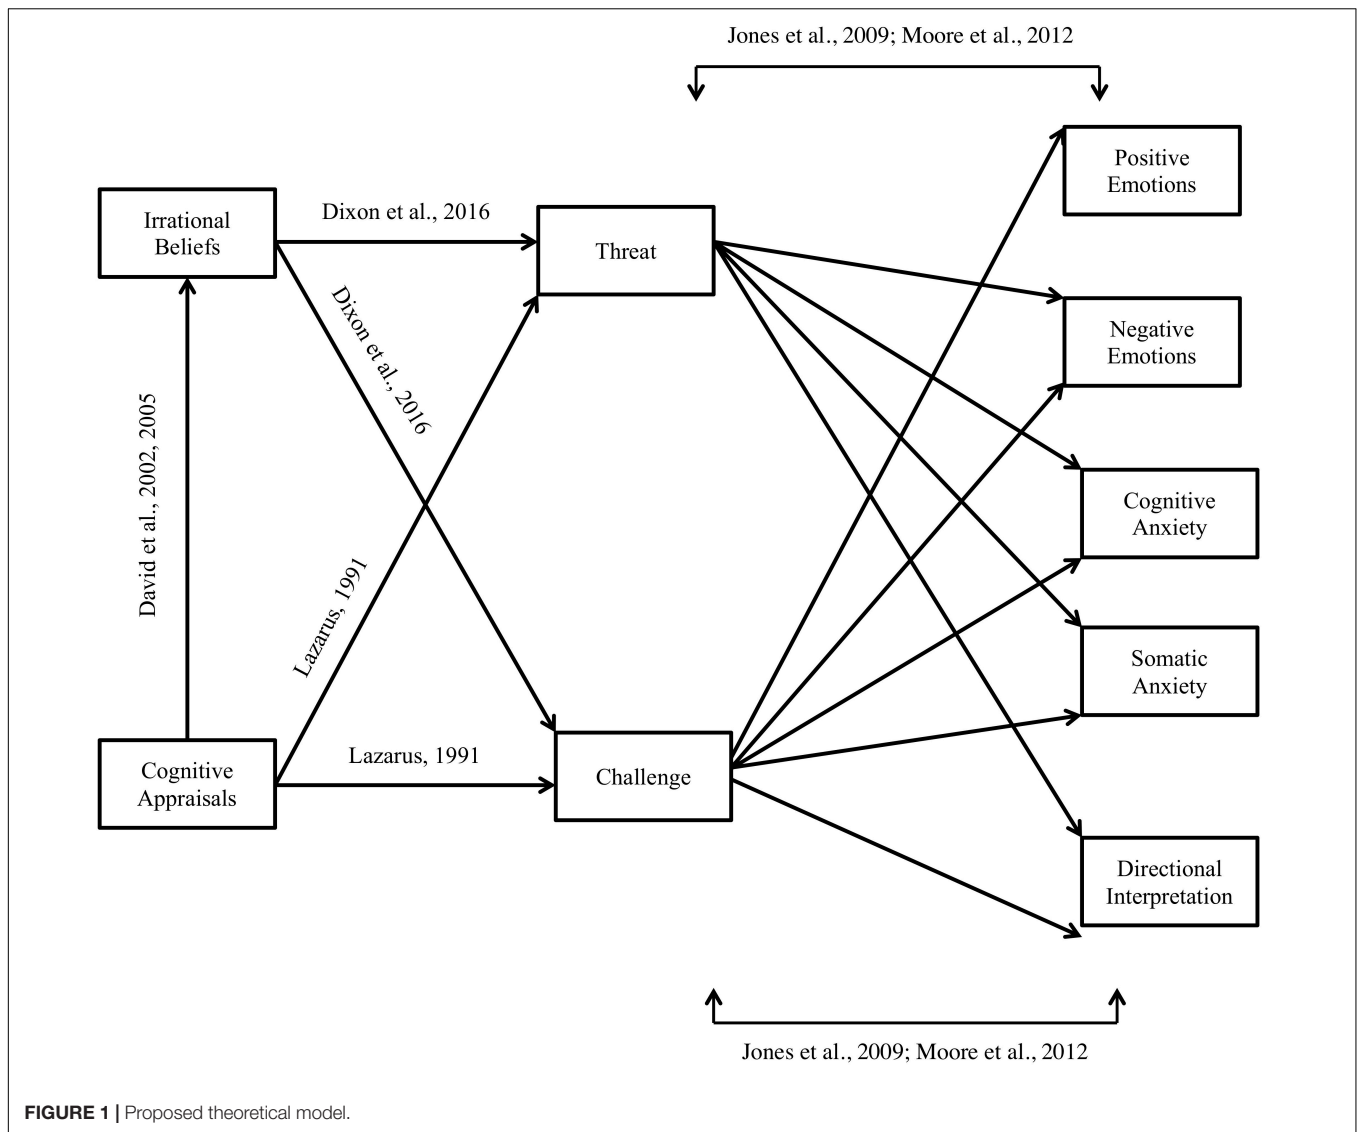 Jones et al., 2009; Moore et al., 2012
Positive
Emotions
Irrational
Beliefs
Dixon et al., 2016
Threat
Dixon et al., 2016
Negative
Emotions
David et al., 2002, 2005
Lazarus, 1991
Cognitive
Anxiety
Somatic
Anxiety
Cognitive
Appraisals
Lazarus, 1991
Challenge
Directional
Interpretation
Jones et al., 2009; Moore et al., 2012
FIGURE 1 | Proposed theoretical model.